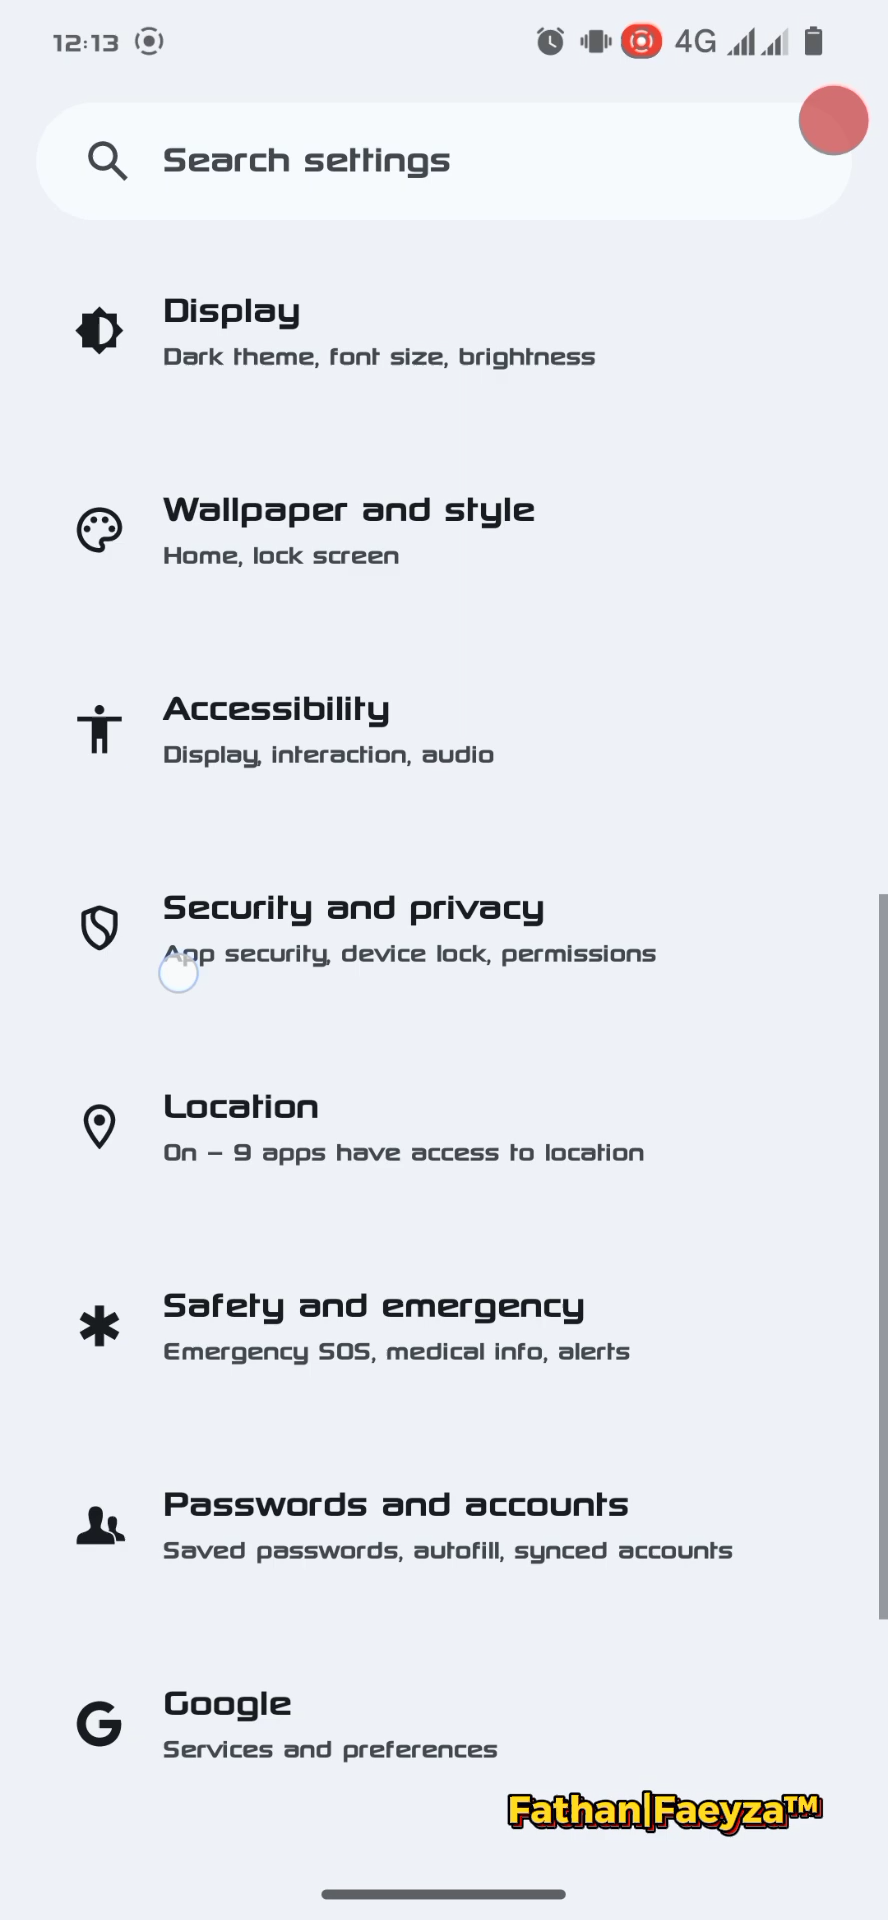 12:13
4G
Search settings
Display
Dark theme, font size, brightness
Wallpaper and style
Home, lock screen
Accessibility
Display, interaction, audio
Security and privacy
App security, device lock, permissions
Location
On – 9 apps have access to location
Safety and emergency
Emergency SOS, medical info, alerts
Passwords and accounts
Saved passwords, autofill, synced accounts
Google
Services and preferences
Fathan|Faeyza™